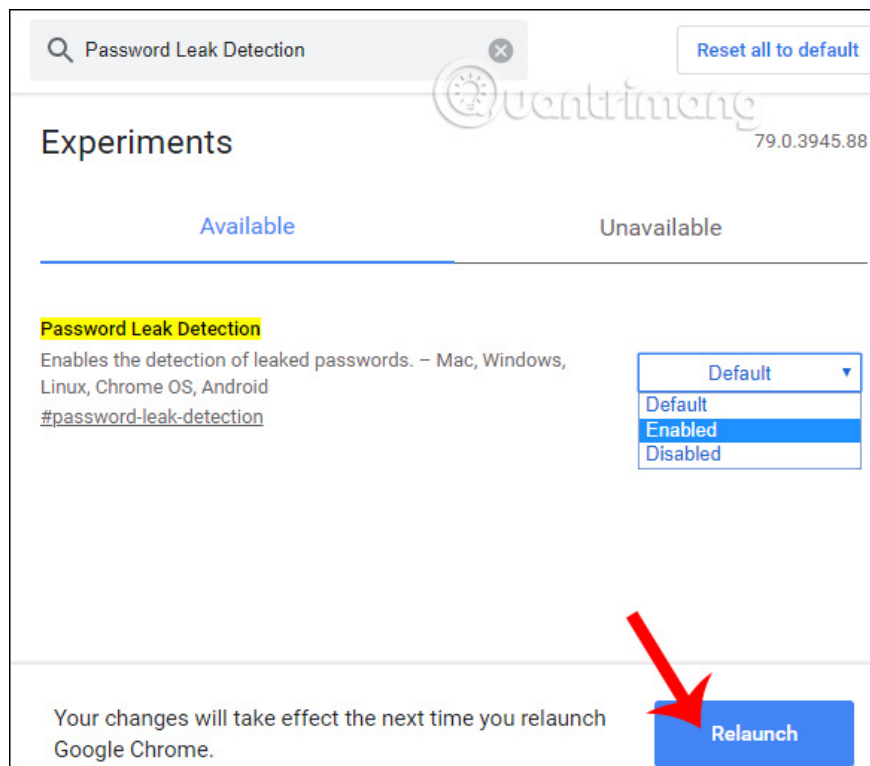 Password Leak Detection
Reset all to default
Quantrimang
Experiments
79.0.3945.88
Available
Unavailable
Password Leak Detection
Enables the detection of leaked passwords. – Mac, Windows,
Linux, Chrome OS, Android
#password-leak-detection
Default
Default
Enabled
Disabled
Your changes will take effect the next time you relaunch
Google Chrome.
Relaunch